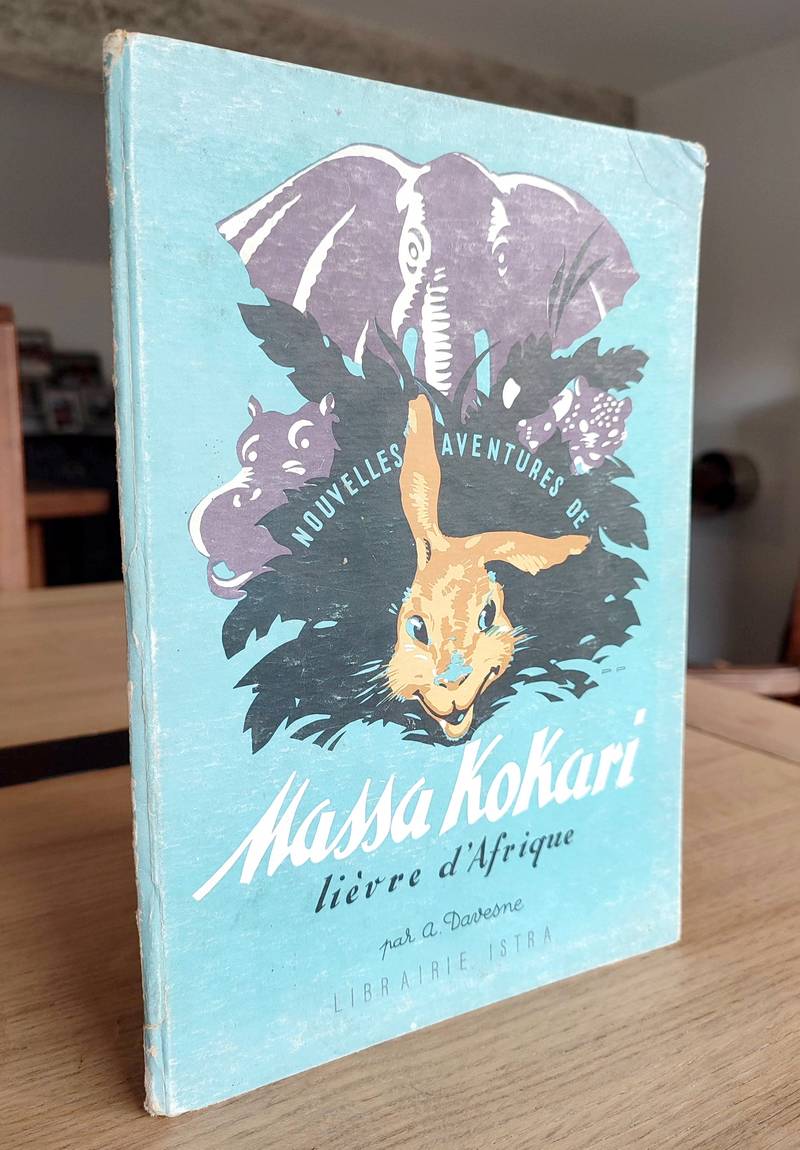 NOUVELLES AVENTURES DE
Massa Kokari
lièvre d'Afrique
par A. Davesne
LIBRAIRIE ISTRA